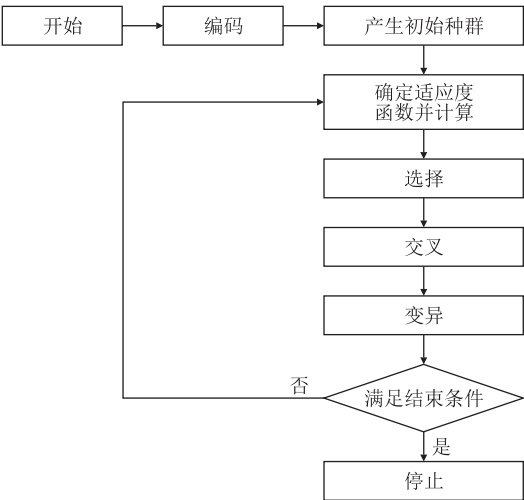 开始
编码
产生初始种群
确定适应度
函数并计算
选择
交叉
变异
满足结束条件
否
是
停止